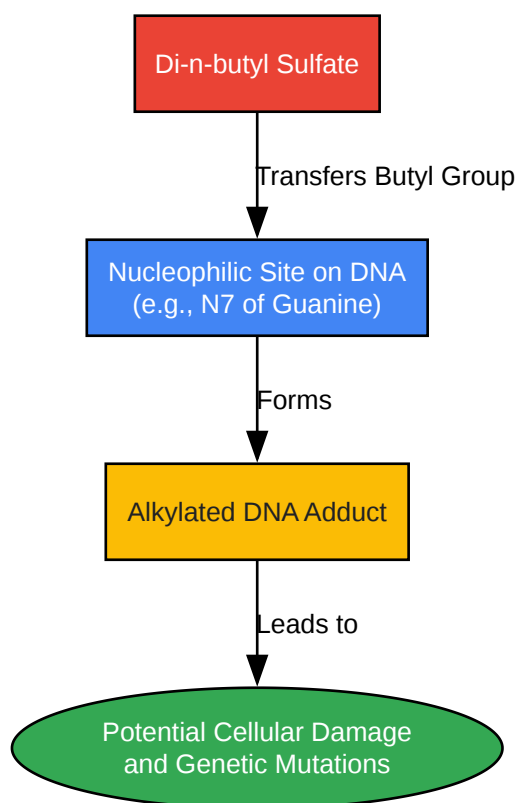 Di-n-butyl Sulfate
Transfers Butyl Group
Nucleophilic Site on DNA
(e.g., N7 of Guanine)
Forms
Alkylated DNA Adduct
Leads to
Potential Cellular Damage
and Genetic Mutations